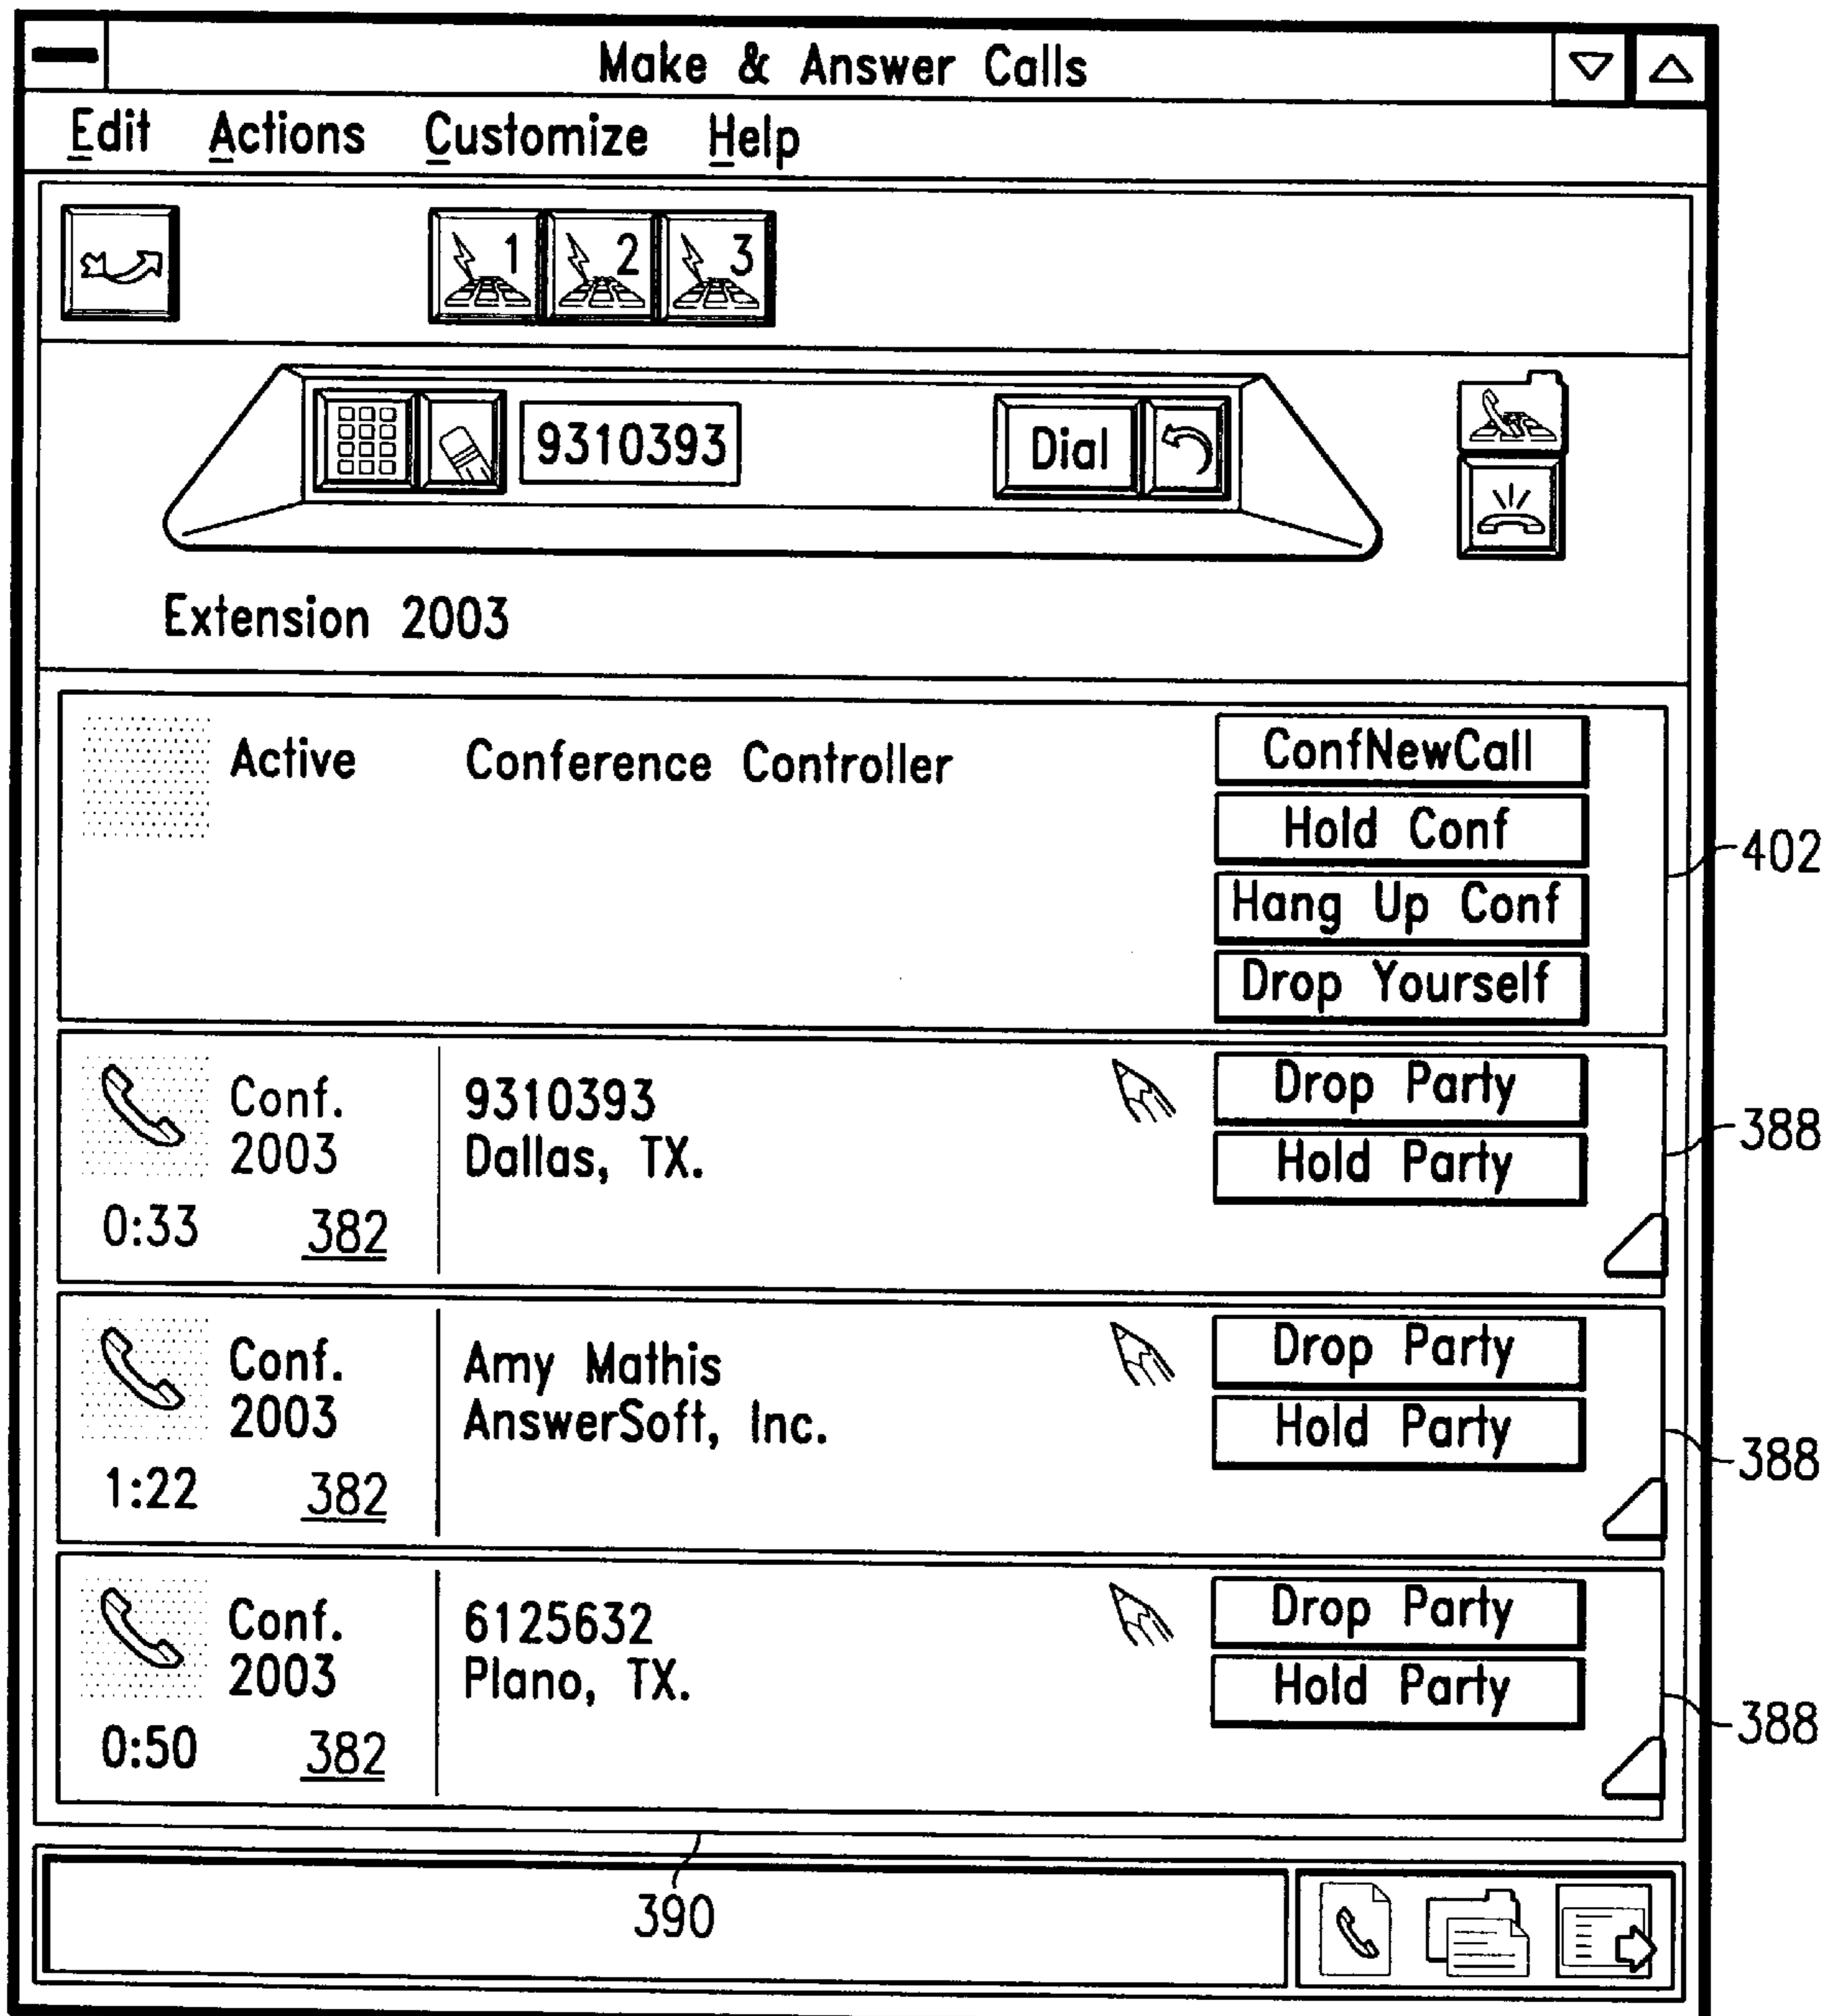 Make & Answer Calls
Edit Actions Customize Help
1 2 3
9310393 Dial
Extension 2003
Active Conference Controller
ConfNewCall
Hold Conf
Hang Up Conf
Drop Yourself
402
Conf. 2003
0:33 382
9310393
Dallas, TX.
Drop Party
Hold Party
388
Conf. 2003
1:22 382
Amy Mathis
AnswerSoft, Inc.
Drop Party
Hold Party
388
Conf. 2003
0:50 382
6125632
Plano, TX.
Drop Party
Hold Party
388
390